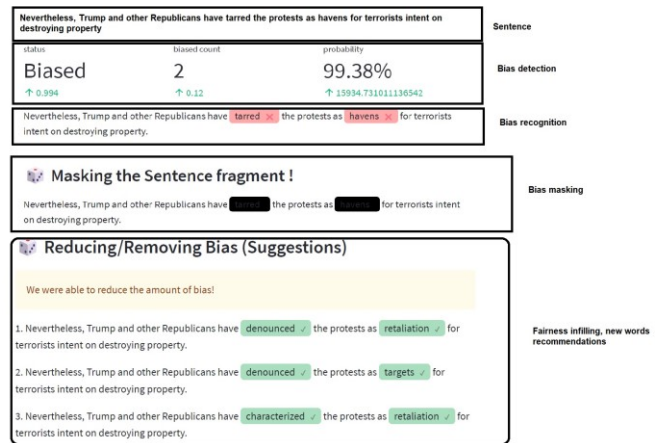 Nevertheless, Trump and other Republicans have tarred the protests as havens for terrorists intent on
destroying property
Sentence
status biased count probability
Biased 2 99.38%
↑ 0.994 ↑ 0.12 ↑ 15934.731011136542
Bias detection
Nevertheless, Trump and other Republicans have tarred × the protests as havens × for terrorists
intent on destroying property.
Bias recognition
Masking the Sentence fragment !
Nevertheless, Trump and other Republicans have tarred the protests as havens for terrorists intent
on destroying property.
Bias masking
Reducing/Removing Bias (Suggestions)
We were able to reduce the amount of bias!
1. Nevertheless, Trump and other Republicans have denounced ✓ the protests as retaliation ✓ for
terrorists intent on destroying property.
2. Nevertheless, Trump and other Republicans have denounced ✓ the protests as targets ✓ for
terrorists intent on destroying property.
3. Nevertheless, Trump and other Republicans have characterized ✓ the protests as retaliation ✓ for
terrorists intent on destroying property.
Fairness infilling, new words
recommendations